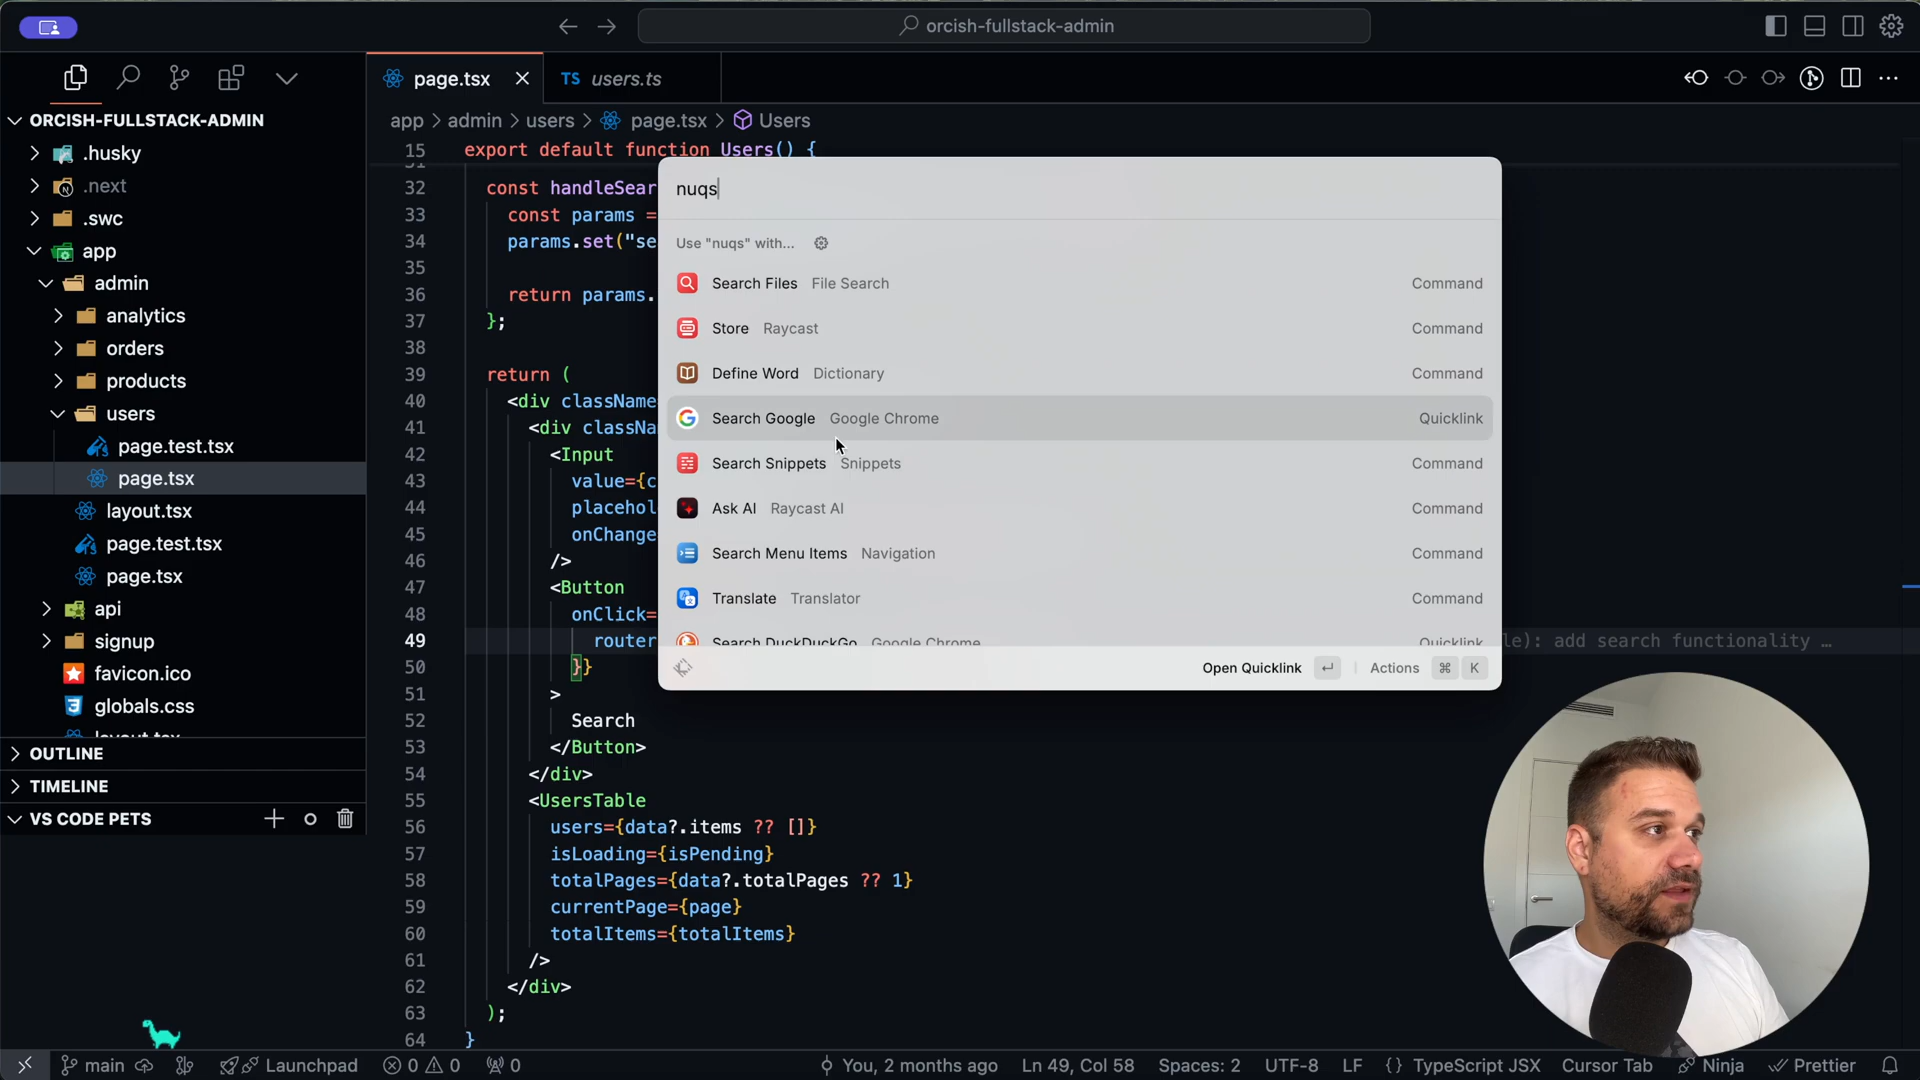 orcish-fullstack-admin
page.tsx
TS users.ts
ORCISH-FULLSTACK-ADMIN
.husky
.next
.swc
app
admin
analytics
orders
products
users
page.test.tsx
page.tsx
layout.tsx
page.test.tsx
page.tsx
api
signup
favicon.ico
globals.css
OUTLINE
TIMELINE
VS CODE PETS
app > admin > users > page.tsx > Users
15 export default function Users() {
32 const handleSear
33 const params =
34 params.set("se
35
36 return params.
37 };
38
39 return (
40 <div className
41 <div classNa
42 <Input
43 value={c
44 placehol
45 onChange
46 />
47 <Button
48 onClick=
49 router
50 }}
51 >
52 Search
53 </Button>
54 </div>
55 <UsersTable
56 users={data?.items ?? []}
57 isLoading={isPending}
58 totalPages={data?.totalPages ?? 1}
59 currentPage={page}
60 totalItems={totalItems}
61 />
62 </div>
63 );
64 }
le): add search functionality …
nuqs
Use "nuqs" with...
Search Files File Search Command
Store Raycast Command
Define Word Dictionary Command
Search Google Google Chrome Quicklink
Search Snippets Snippets Command
Ask AI Raycast AI Command
Search Menu Items Navigation Command
Translate Translator Command
Search DuckDuckGo Google Chrome Quicklink
Open Quicklink ↵ Actions ⌘ K
main Launchpad 0 0 0 You, 2 months ago Ln 49, Col 58 Spaces: 2 UTF-8 LF {} TypeScript JSX Cursor Tab Ninja Prettier